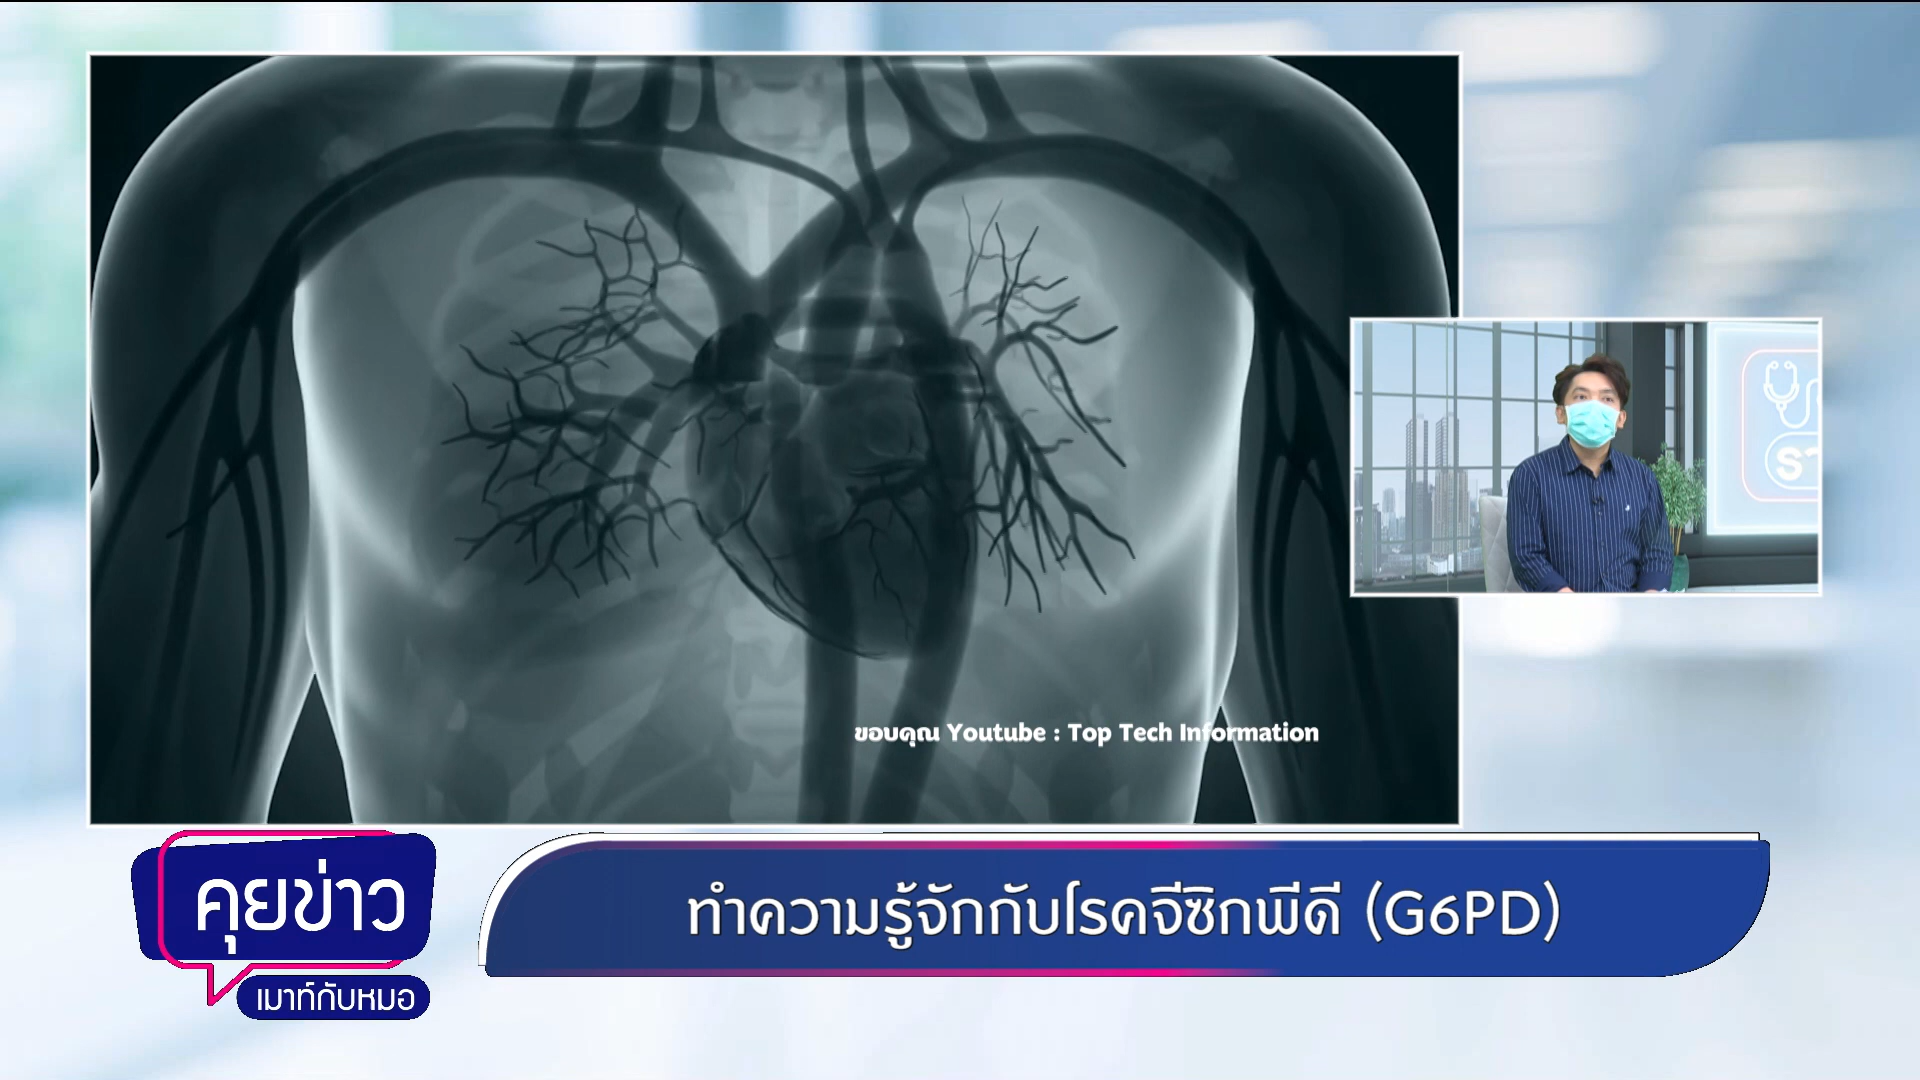 ขอบคุณ Youtube : Top Tech Information
คุยข่าว
เมาท์กับหมอ
ทำความรู้จักกับโรคจีซิกพีดี (G6PD)